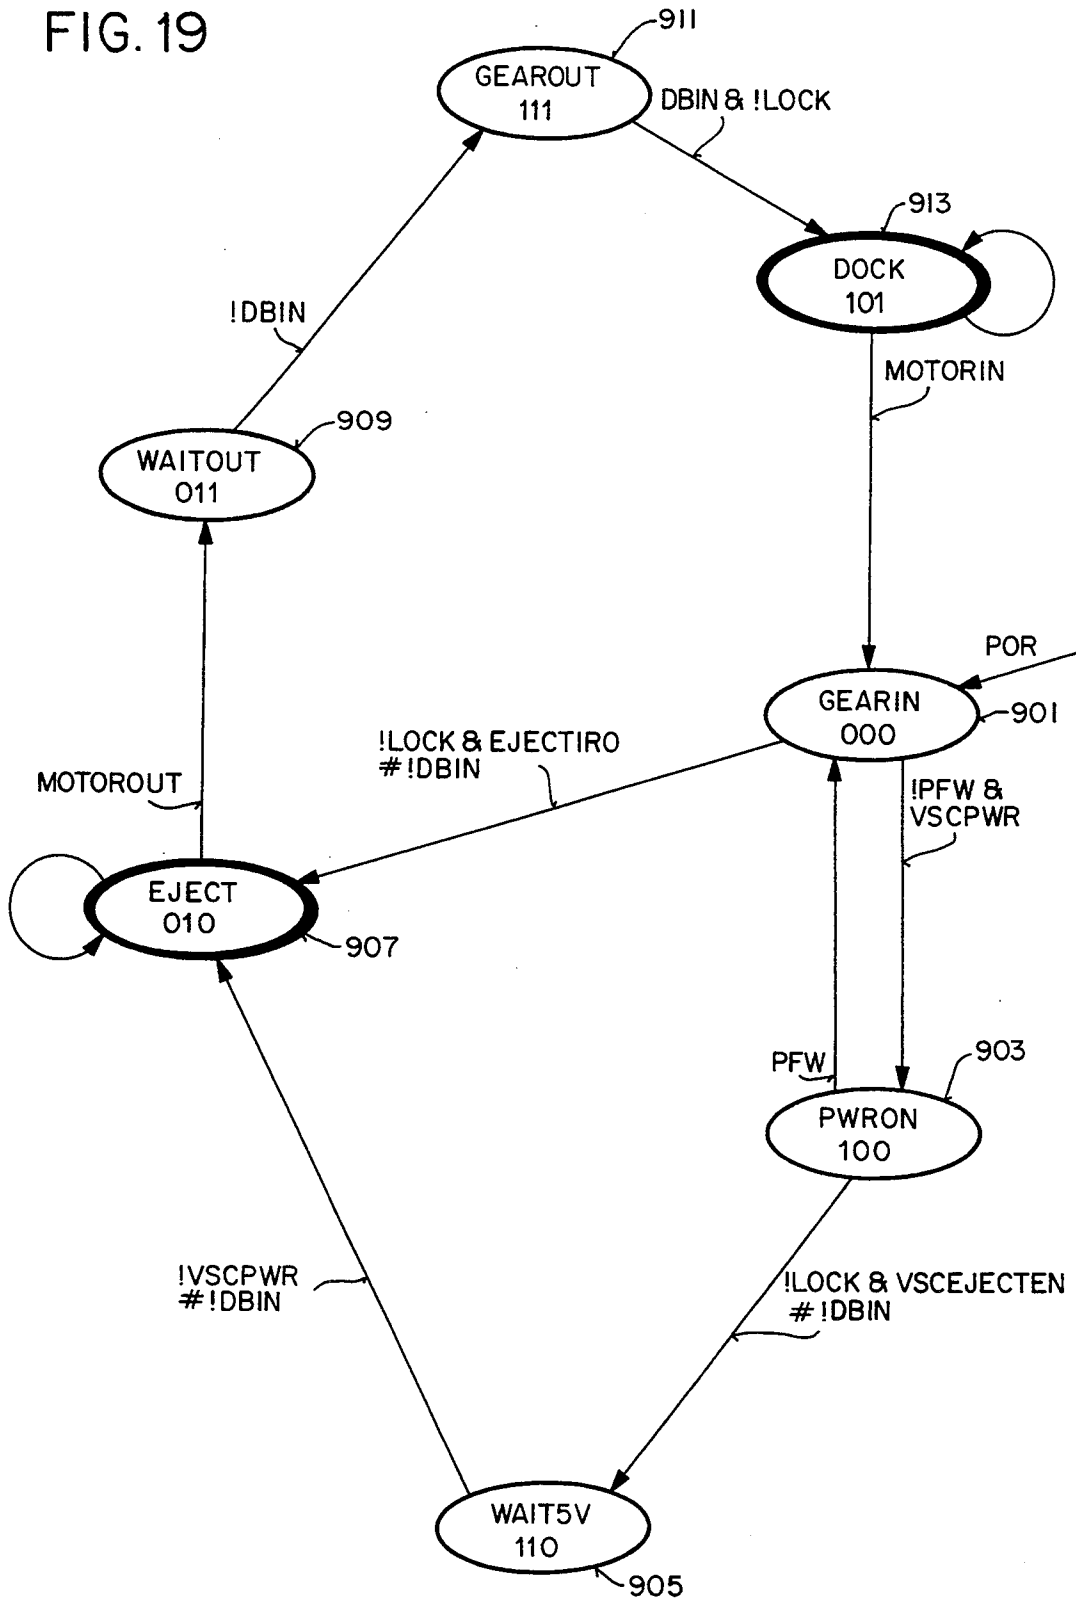 FIG. 19
911
GEAROUT
111
DBIN & !LOCK
913
DOCK
101
!DBIN
MOTORIN
909
WAITOUT
011
POR
GEARIN
000
901
!LOCK & EJECTIRO
# !DBIN
MOTOROUT
!PFW &
VSCPWR
EJECT
010
907
903
PFW
PWRON
100
!VSCPWR
# !DBIN
!LOCK & VSCEJECTEN
# !DBIN
WAIT5V
110
905